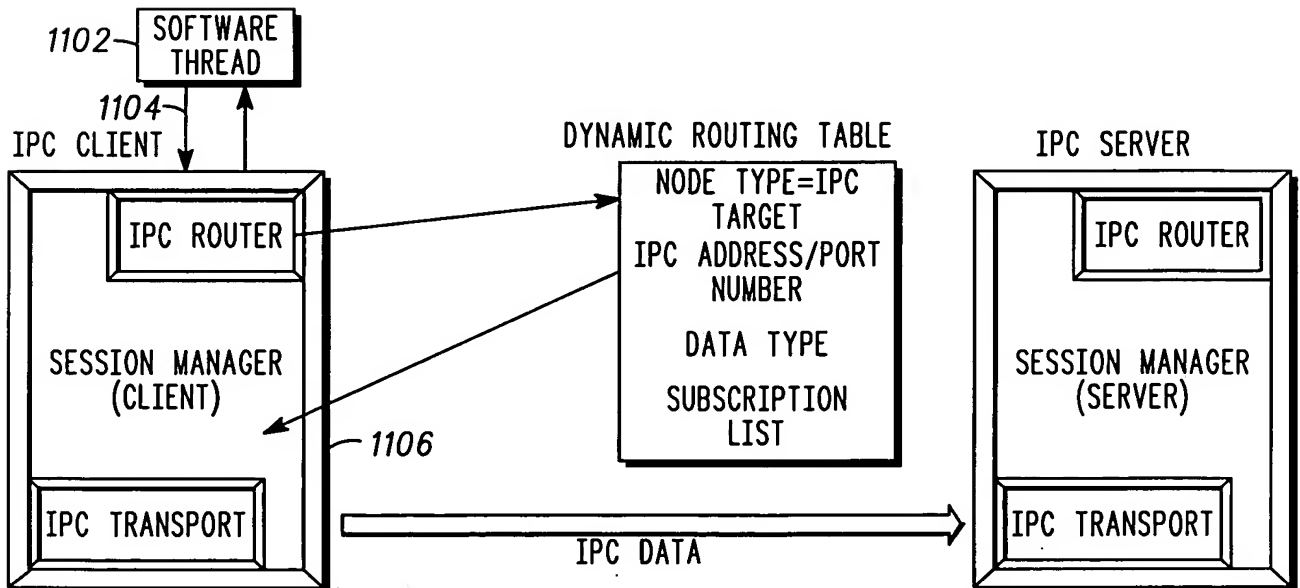 1102
SOFTWARE
THREAD
1104
IPC CLIENT
IPC ROUTER
SESSION MANAGER
(CLIENT)
IPC TRANSPORT
1106
DYNAMIC ROUTING TABLE
NODE TYPE=IPC
TARGET
IPC ADDRESS/PORT
NUMBER
DATA TYPE
SUBSCRIPTION
LIST
IPC DATA
IPC SERVER
IPC ROUTER
SESSION MANAGER
(SERVER)
IPC TRANSPORT